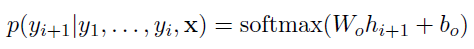 p(y_{i+1}|y_1, . . . , y_i, x) = softmax(W_o h_{i+1} + b_o)